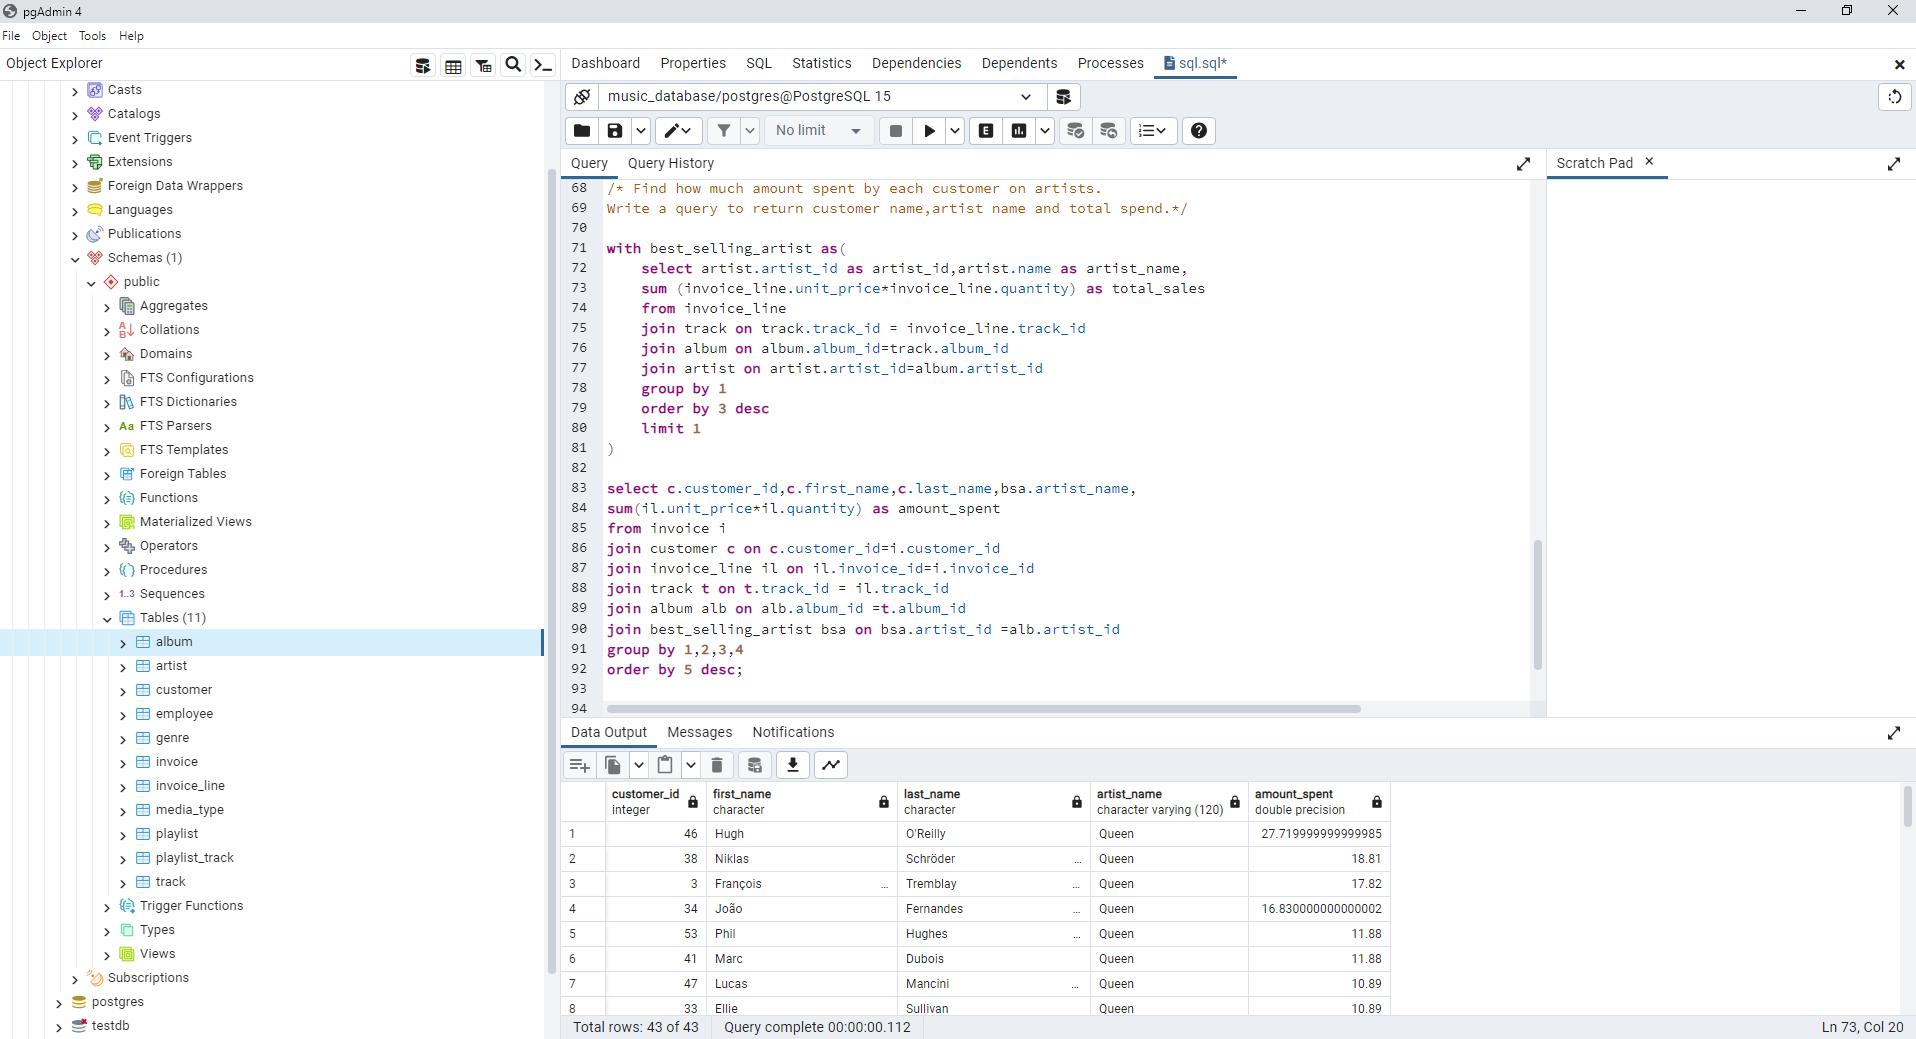 pgAdmin 4
File Object Tools Help
Object Explorer
Casts
Catalogs
Event Triggers
Extensions
Foreign Data Wrappers
Languages
Publications
Schemas (1)
public
Aggregates
Collations
Domains
FTS Configurations
FTS Dictionaries
Aa FTS Parsers
FTS Templates
Foreign Tables
Functions
Materialized Views
Operators
Procedures
1..3 Sequences
Tables (11)
album
artist
customer
employee
genre
invoice
invoice_line
media_type
playlist
playlist_track
track
Trigger Functions
Types
Views
Subscriptions
postgres
testdb
Dashboard Properties SQL Statistics Dependencies Dependents Processes sql.sql*
music_database/postgres@PostgreSQL 15
No limit E
Query Query History
Scratch Pad
68 /* Find how much amount spent by each customer on artists.
69 Write a query to return customer name,artist name and total spend.*/
70
71 with best_selling_artist as(
72 select artist.artist_id as artist_id,artist.name as artist_name,
73 sum (invoice_line.unit_price*invoice_line.quantity) as total_sales
74 from invoice_line
75 join track on track.track_id = invoice_line.track_id
76 join album on album.album_id=track.album_id
77 join artist on artist.artist_id=album.artist_id
78 group by 1
79 order by 3 desc
80 limit 1
81 )
82
83 select c.customer_id,c.first_name,c.last_name,bsa.artist_name,
84 sum(il.unit_price*il.quantity) as amount_spent
85 from invoice i
86 join customer c on c.customer_id=i.customer_id
87 join invoice_line il on il.invoice_id=i.invoice_id
88 join track t on t.track_id = il.track_id
89 join album alb on alb.album_id =t.album_id
90 join best_selling_artist bsa on bsa.artist_id =alb.artist_id
91 group by 1,2,3,4
92 order by 5 desc;
93
94
Data Output Messages Notifications
customer_id first_name last_name artist_name amount_spent
integer character character character varying (120) double precision
1 46 Hugh O'Reilly Queen 27.719999999999985
2 38 Niklas Schröder ... Queen 18.81
3 3 François ... Tremblay ... Queen 17.82
4 34 João Fernandes ... Queen 16.830000000000002
5 53 Phil Hughes ... Queen 11.88
6 41 Marc Dubois Queen 11.88
7 47 Lucas Mancini ... Queen 10.89
8 33 Ellie Sullivan Queen 10.89
Total rows: 43 of 43 Query complete 00:00:00.112 Ln 73, Col 20